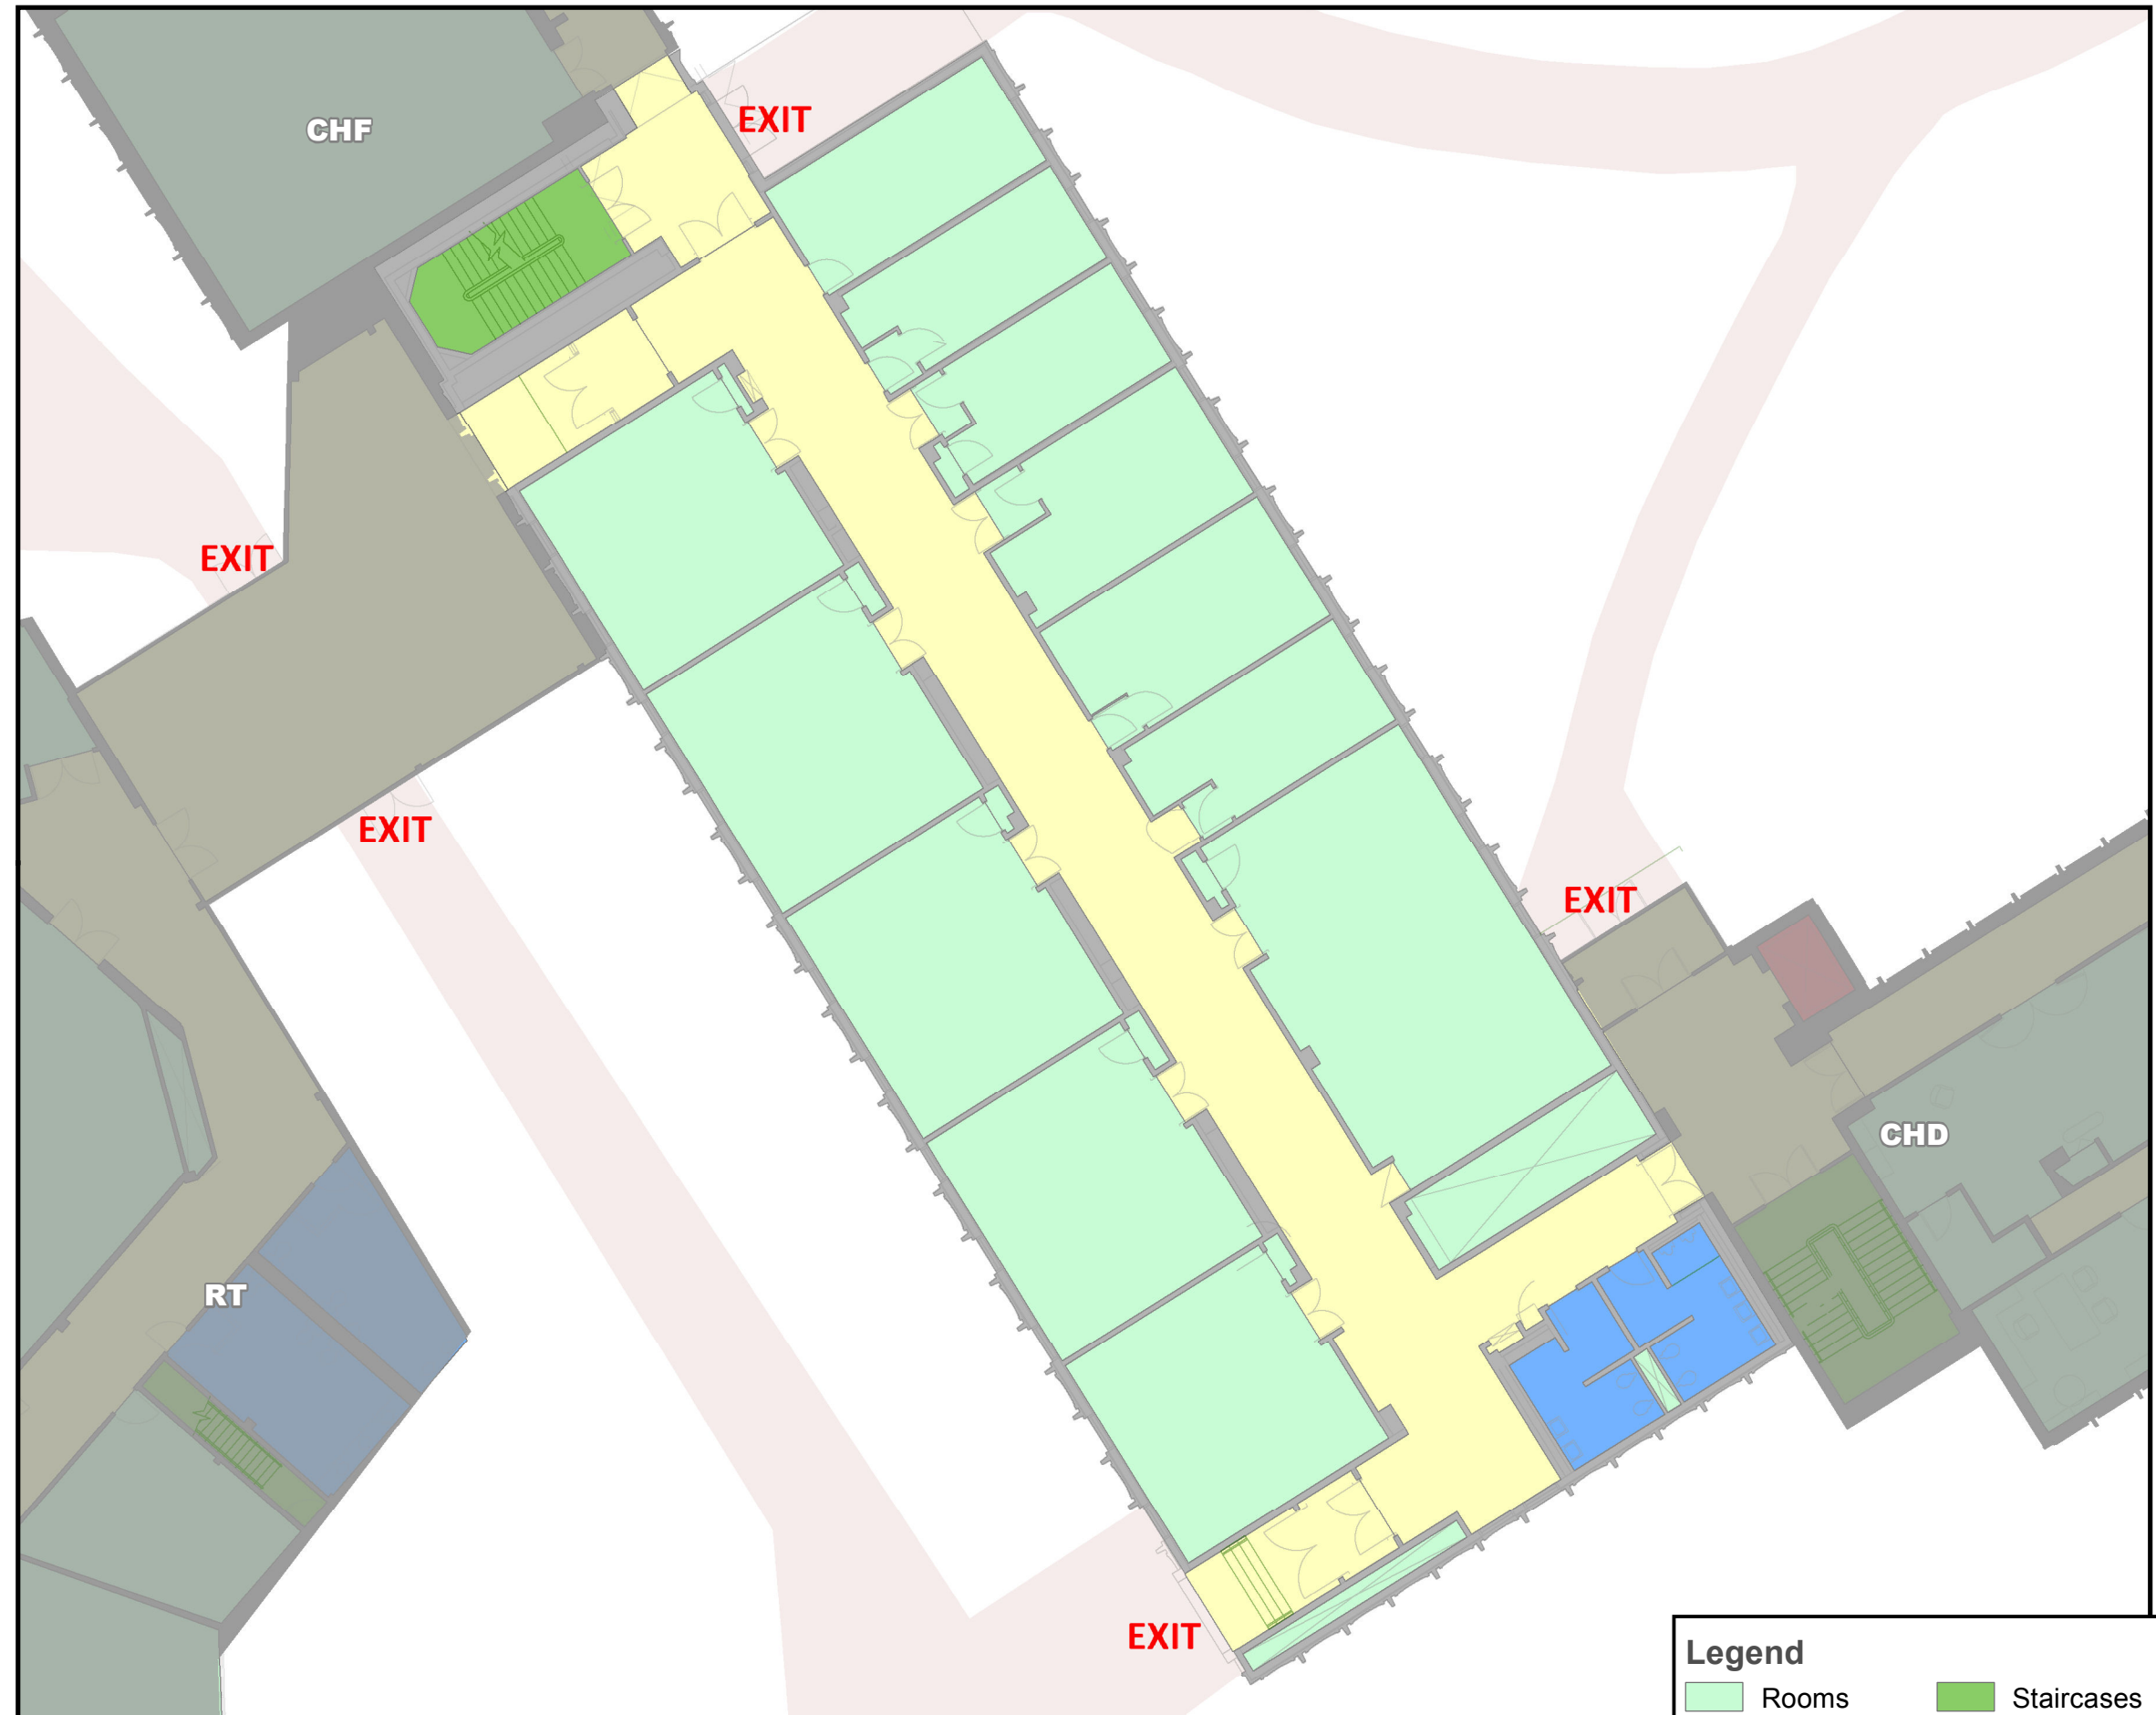 EXIT
CHF
EXIT
EXIT
EXIT
CHD
RT
EXIT
Legend
Rooms
Staircases